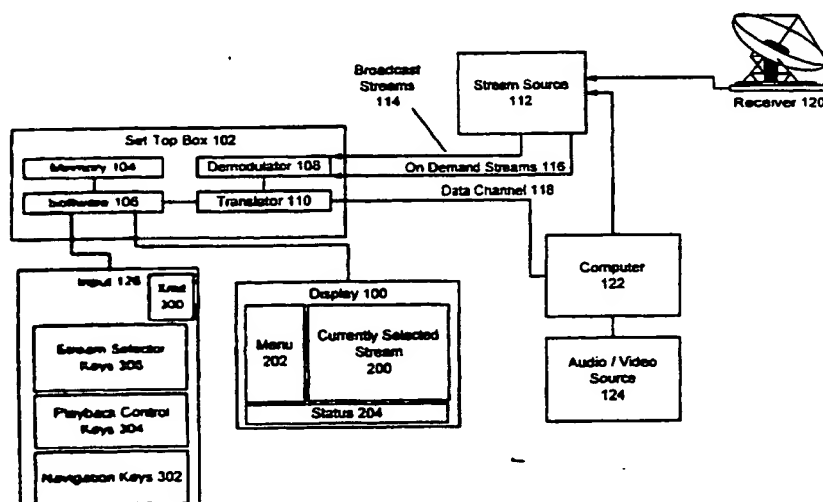 Broadcast
Streams
114
Stream Source
112
Receiver 120
Set Top Box 102
Memory 104
Demodulator 108
On Demand Streams 116
Software 106
Translator 110
Data Channel 118
Input 126
Xmit
300
Display 100
Computer
122
Stream Selector
Keys 306
Menu
202
Currently Selected
Stream
200
Audio / Video
Source
124
Playback Control
Keys 304
Status 204
Navigation Keys 302